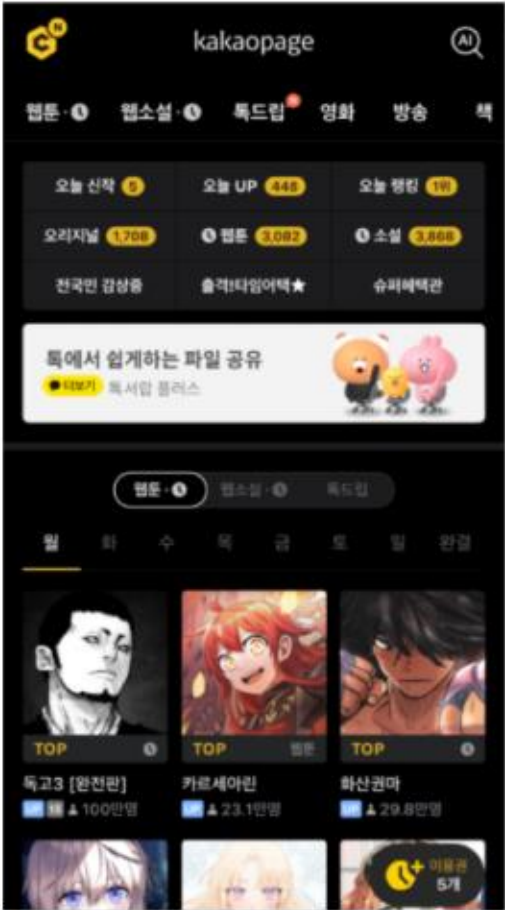 C N kakaopage AI
웹툰·🕒 웹소설·🕒 톡드립 영화 방송 책
오늘 신작 5 오늘 UP 448 오늘 랭킹 1위
오리지널 1,708 웹툰 3,082 소설 3,868
전국민 감상중 출격!타임어택★ 슈퍼혜택관
톡에서 쉽게하는 파일 공유
더보기 톡서랍 플러스
웹툰· 웹소설· 톡드립
월 화 수 목 금 토 일 완결
TOP TOP 웹툰 TOP
독고3 [완전판] 카르세아린 화산권마
UP 15 100만명 UP 23.1만명 UP 29.8만명
이용권
5개